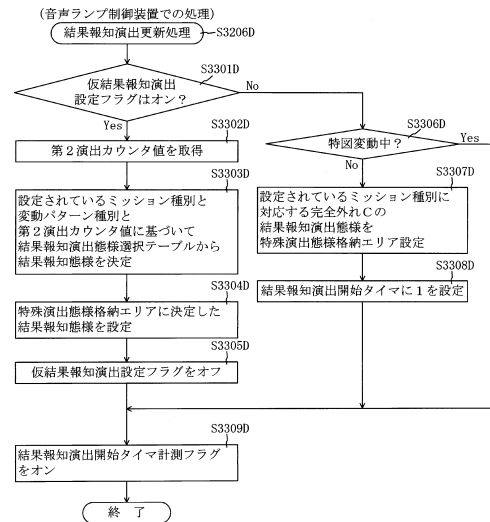 (音声ランプ制御装置での処理)
結果報知演出更新処理
S3206D
S3301D
仮結果報知演出
設定フラグはオン?
No
Yes
S3302D
第2演出カウンタ値を取得
S3303D
設定されているミッション種別と
変動パターン種別と
第2演出カウンタ値に基づいて
結果報知演出態様選択テーブルから
結果報知態様を決定
S3304D
特殊演出態様格納エリアに決定した
結果報知態様を設定
S3305D
仮結果報知演出設定フラグをオフ
S3306D
特図変動中?
Yes
No
S3307D
設定されているミッション種別に
対応する完全外れCの
結果報知演出態様を
特殊演出態様格納エリア設定
S3308D
結果報知演出開始タイマに1を設定
S3309D
結果報知演出開始タイマ計測フラグ
をオン
終了